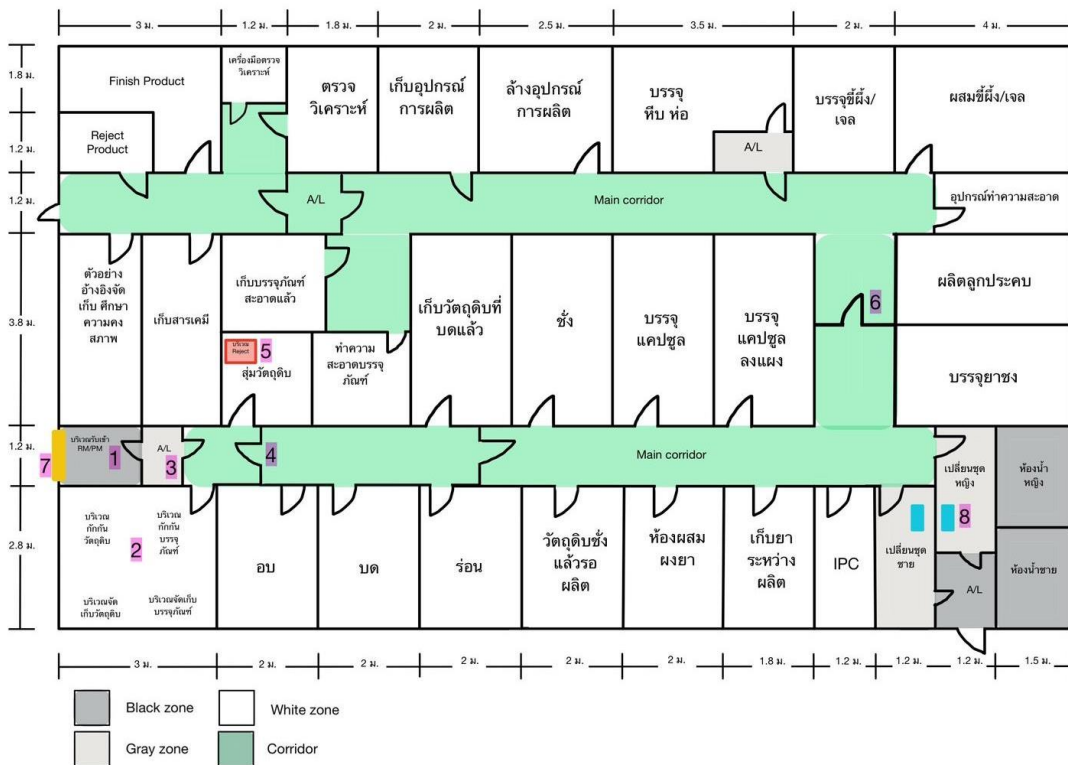 3 ม.
1.2 ม.
1.8 ม.
2 ม.
2.5 ม.
3.5 ม.
2 ม.
4 ม.
1.8 ม.
1.2 ม.
1.2 ม.
3.8 ม.
1.2 ม.
2.8 ม.
Finish Product
เครื่องมือตรวจ
วิเคราะห์
ตรวจ
วิเคราะห์
เก็บอุปกรณ์
การผลิต
ล้างอุปกรณ์
การผลิต
บรรจุ
หีบ ห่อ
A/L
บรรจุขี้ผึ้ง/
เจล
ผสมขี้ผึ้ง/เจล
Reject
Product
A/L
Main corridor
อุปกรณ์ทำความสะอาด
ตัวอย่าง
อ้างอิงจัด
เก็บ ศึกษา
ความคง
สภาพ
เก็บสารเคมี
เก็บบรรจุภัณฑ์
สะอาดแล้ว
บริเวณ
Reject
5
สุ่มวัตถุดิบ
ทำความ
สะอาดบรรจุ
ภัณฑ์
เก็บวัตถุดิบที่
บดแล้ว
ชั่ง
บรรจุ
แคปซูล
บรรจุ
แคปซูล
ลงแผง
6
ผลิตลูกประคบ
บรรจุยาชง
7
บริเวณรับเข้า
RM/PM
1
A/L
3
4
Main corridor
เปลี่ยนชุด
หญิง
8
ห้องน้ำ
หญิง
บริเวณ
กักกัน
วัตถุดิบ
บริเวณ
กักกัน
บรรจุ
ภัณฑ์
2
บริเวณจัด
เก็บวัตถุดิบ
บริเวณจัดเก็บ
บรรจุภัณฑ์
อบ
บด
ร่อน
วัตถุดิบชั่ง
แล้วรอ
ผลิต
ห้องผสม
ผงยา
เก็บยา
ระหว่าง
ผลิต
IPC
เปลี่ยนชุด
ชาย
A/L
ห้องน้ำชาย
3 ม.
2 ม.
2 ม.
2 ม.
2 ม.
2 ม.
1.8 ม.
1.2 ม.
1.2 ม.
1.2 ม.
1.5 ม.
Black zone
White zone
Gray zone
Corridor